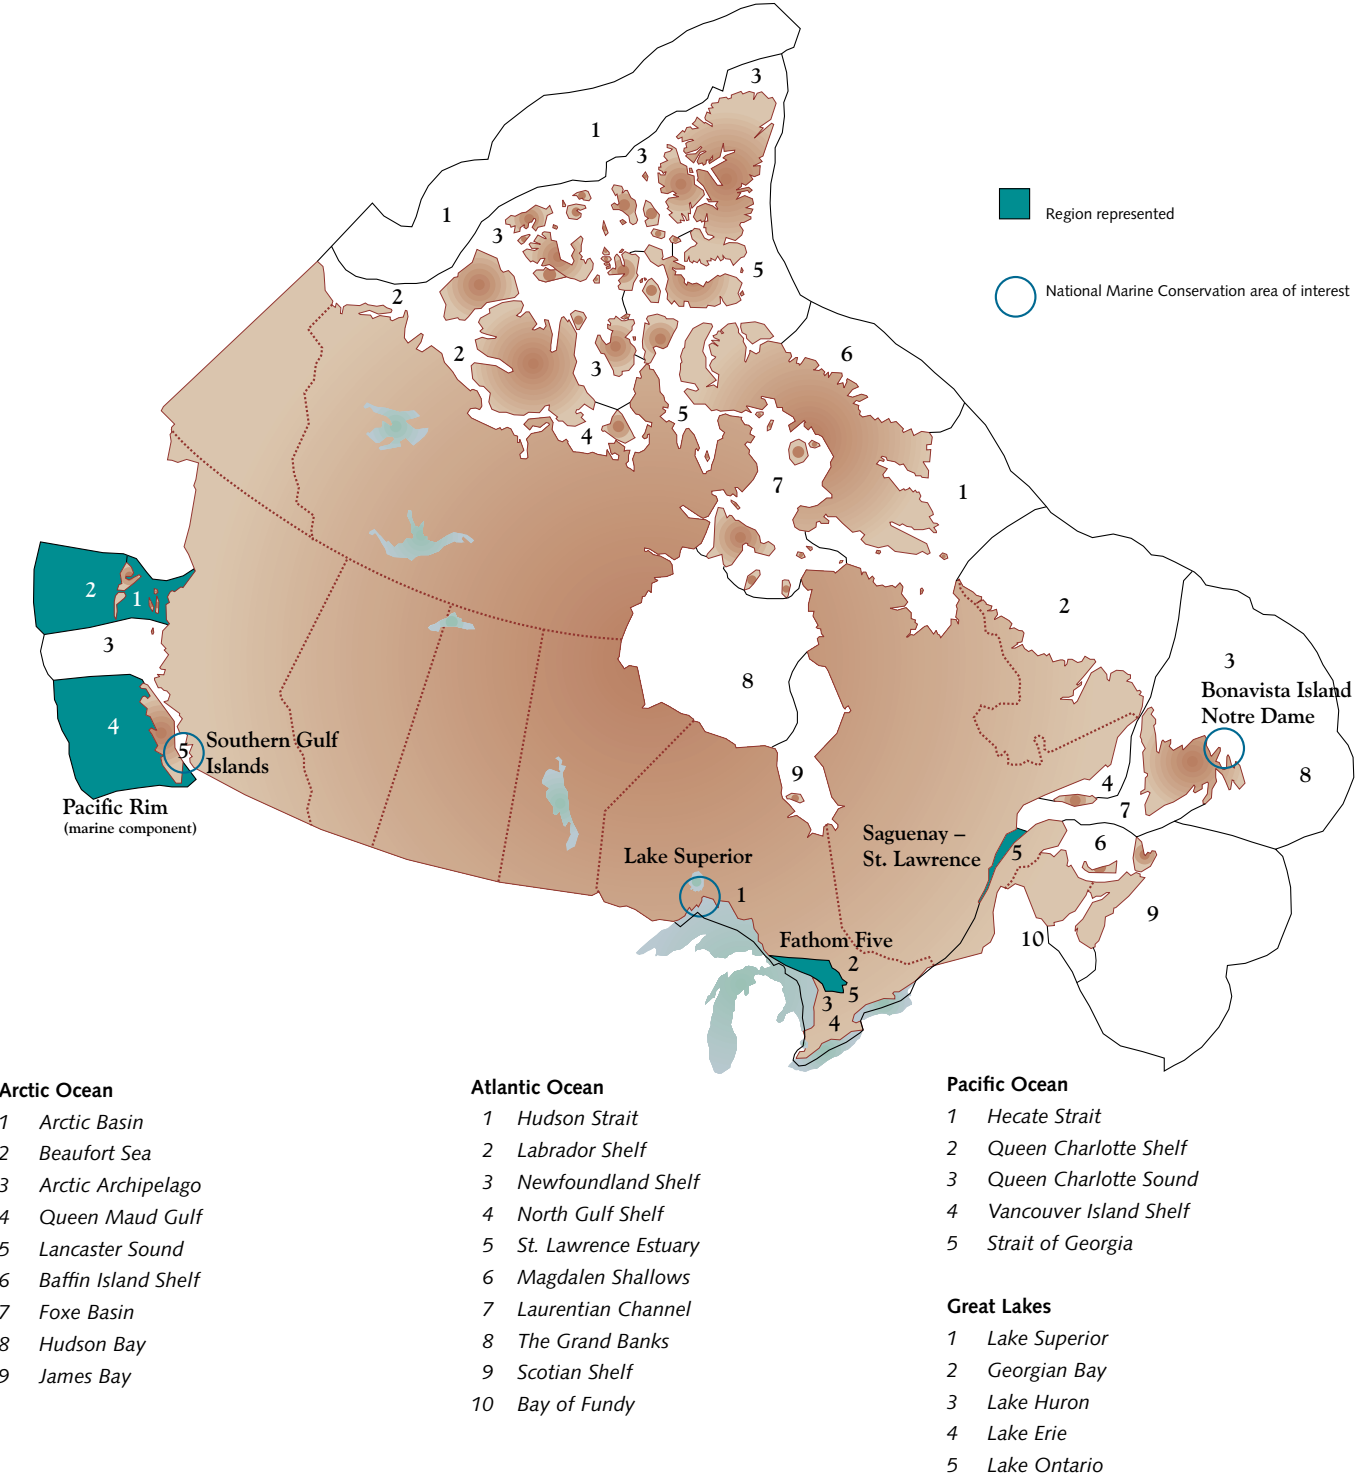 3
1
3
1
3
5
2
2
6
3
5
4
7
1
2
1
2
3
8
3
4
5
9
4
7
8
5
6
1
9
10
2
5
3
4
Region represented
National Marine Conservation area of interest
Bonavista Island
Notre Dame
Southern Gulf
Islands
Pacific Rim
(marine component)
Saguenay –
St. Lawrence
Lake Superior
Fathom Five
Arctic Ocean
1 Arctic Basin
2 Beaufort Sea
3 Arctic Archipelago
4 Queen Maud Gulf
5 Lancaster Sound
6 Baffin Island Shelf
7 Foxe Basin
8 Hudson Bay
9 James Bay
Atlantic Ocean
1 Hudson Strait
2 Labrador Shelf
3 Newfoundland Shelf
4 North Gulf Shelf
5 St. Lawrence Estuary
6 Magdalen Shallows
7 Laurentian Channel
8 The Grand Banks
9 Scotian Shelf
10 Bay of Fundy
Pacific Ocean
1 Hecate Strait
2 Queen Charlotte Shelf
3 Queen Charlotte Sound
4 Vancouver Island Shelf
5 Strait of Georgia
Great Lakes
1 Lake Superior
2 Georgian Bay
3 Lake Huron
4 Lake Erie
5 Lake Ontario